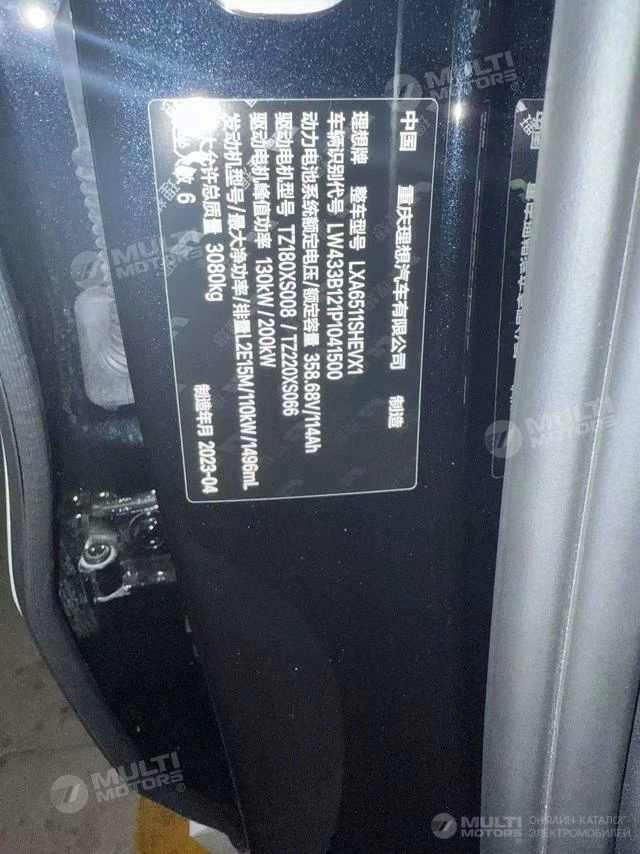 中国 重庆理想汽车有限公司 制造
理想牌 整车型号 LXA6511SHEVX1
车辆识别代号 LW433B121P1041500
动力电池系统额定电压/额定容量 358.68V/114Ah
驱动电机型号 TZ180XS008 / TZ220XS066
驱动电机峰值功率 130kW/200kW
发动机型号/最大净功率/排量 L2E15M/110kW/1496mL
大允许总质量 3080kg
数 6 制造年月 2023-04
MULTI MOTORS®
MULTI MOTORS®
MULTI MOTORS®
MULTI MOTORS®
MULTI MOTORS® ОНЛАЙН-КАТАЛОГ ЭЛЕКТРОМОБИЛЕЙ